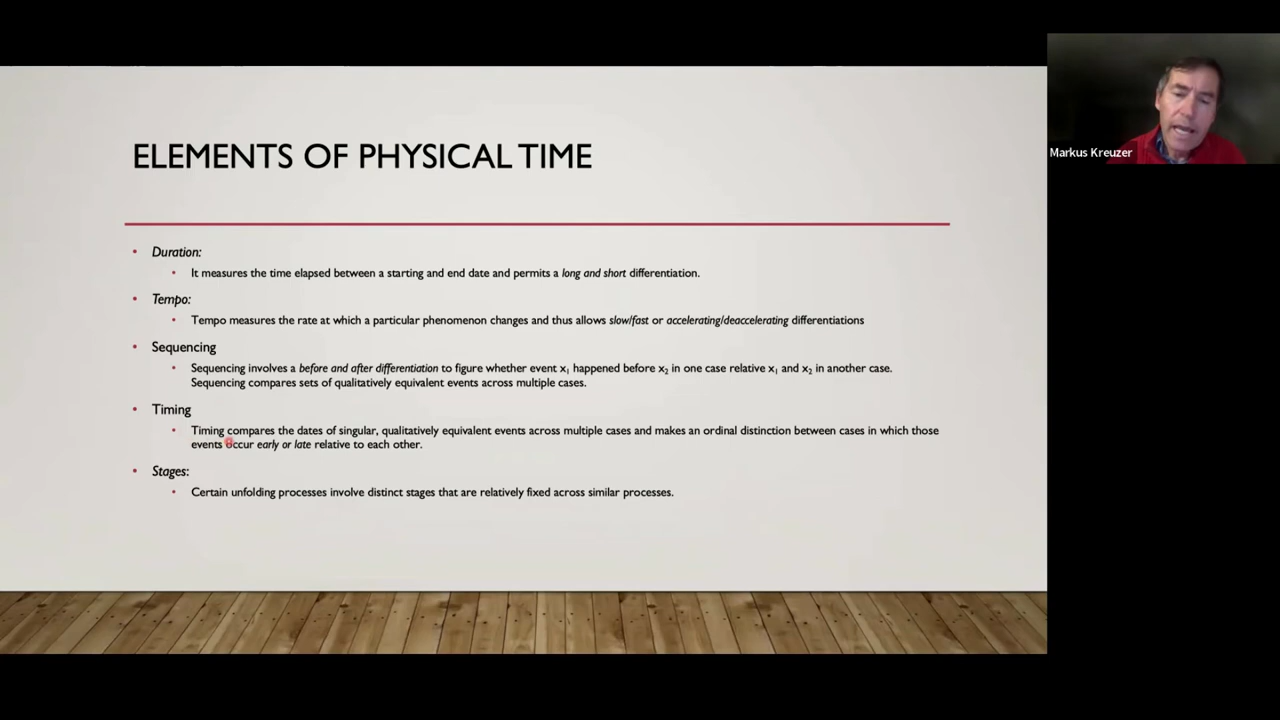 ELEMENTS OF PHYSICAL TIME
Markus Kreuzer
• Duration:
• It measures the time elapsed between a starting and end date and permits a long and short differentiation.
• Tempo:
• Tempo measures the rate at which a particular phenomenon changes and thus allows slow/fast or accelerating/deaccelerating differentiations
• Sequencing
• Sequencing involves a before and after differentiation to figure whether event x₁ happened before x₂ in one case relative x₁ and x₂ in another case.
Sequencing compares sets of qualitatively equivalent events across multiple cases.
• Timing
• Timing compares the dates of singular, qualitatively equivalent events across multiple cases and makes an ordinal distinction between cases in which those
events occur early or late relative to each other.
• Stages:
• Certain unfolding processes involve distinct stages that are relatively fixed across similar processes.